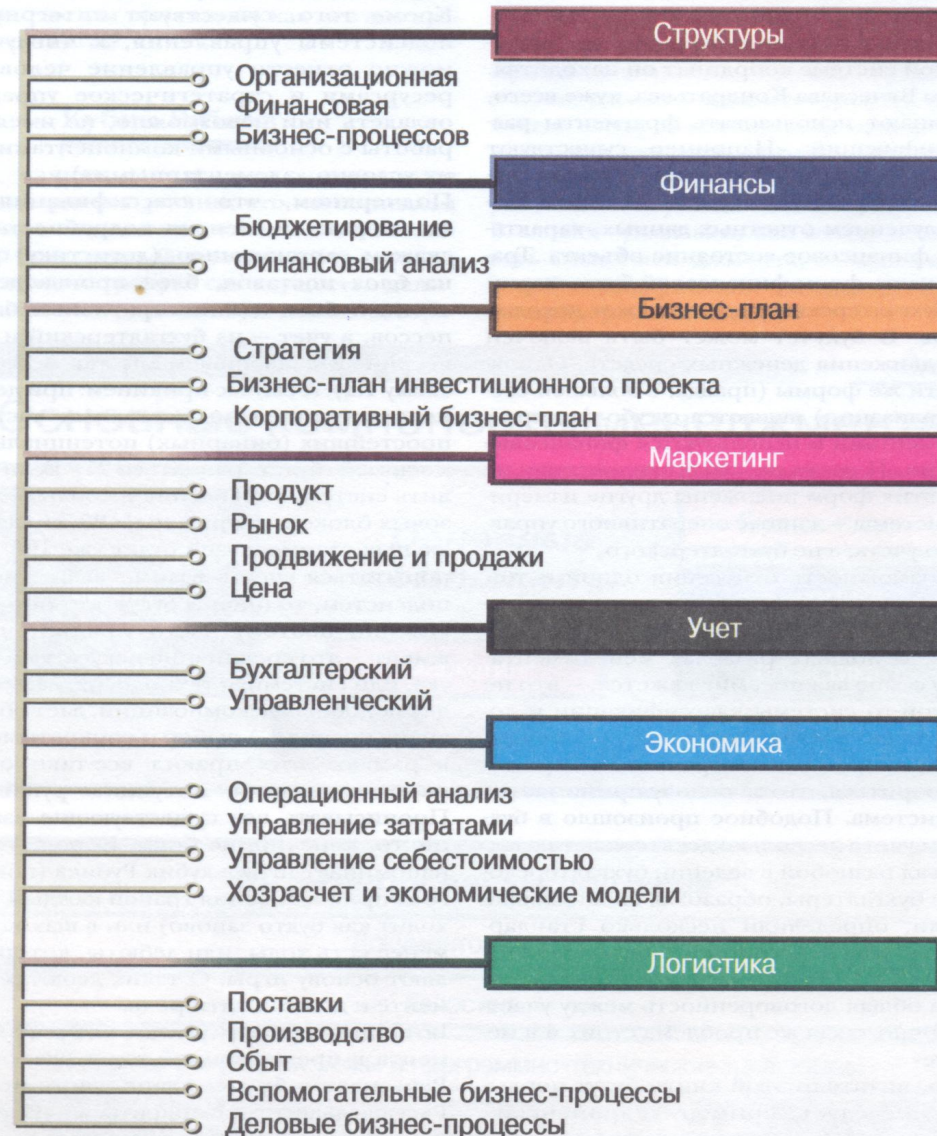 Структуры
Организационная
Финансовая
Бизнес-процессов
Финансы
Бюджетирование
Финансовый анализ
Бизнес-план
Стратегия
Бизнес-план инвестиционного проекта
Корпоративный бизнес-план
Маркетинг
Продукт
Рынок
Продвижение и продажи
Цена
Учет
Бухгалтерский
Управленческий
Экономика
Операционный анализ
Управление затратами
Управление себестоимостью
Хозрасчет и экономические модели
Логистика
Поставки
Производство
Сбыт
Вспомогательные бизнес-процессы
Деловые бизнес-процессы